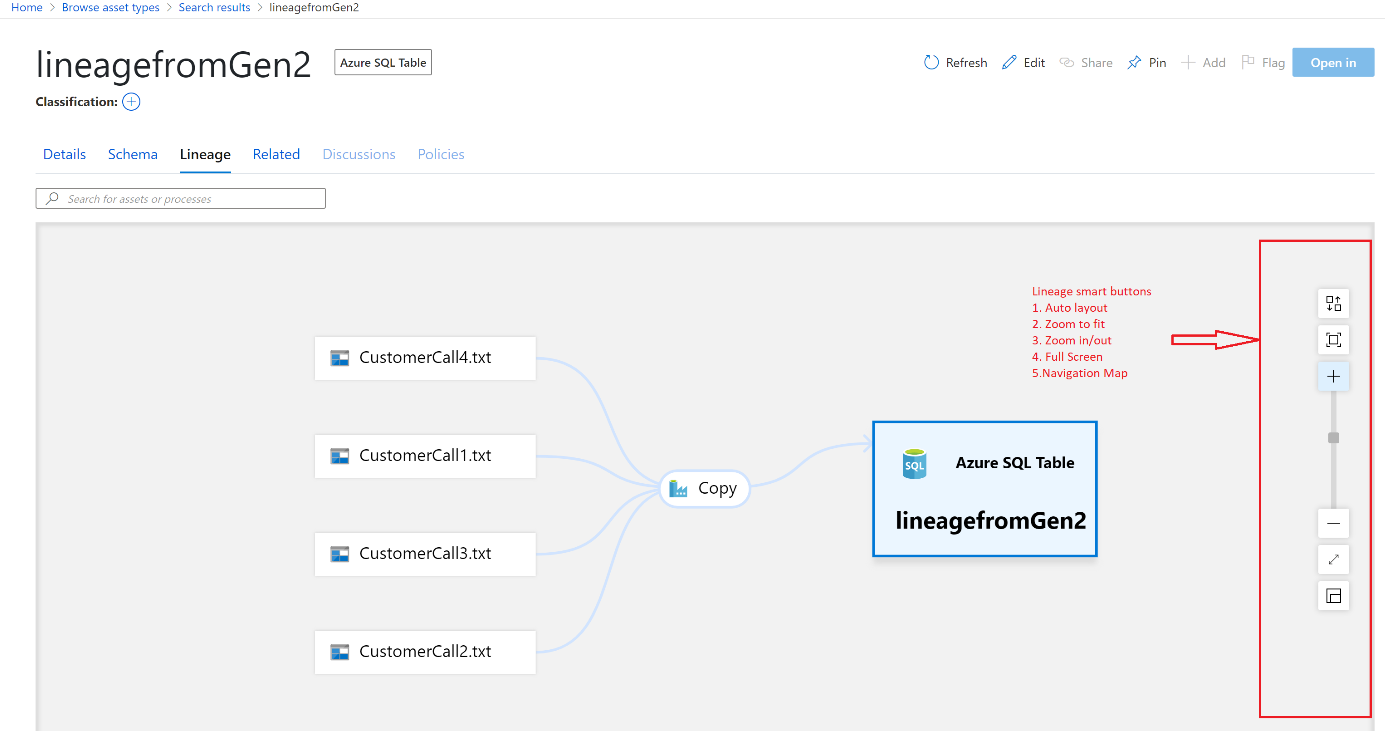 Home > Browse asset types > Search results > lineagefromGen2
lineagefromGen2 Azure SQL Table
Refresh Edit Share Pin Add Flag Open in
Classification:
Details Schema Lineage Related Discussions Policies
Search for assets or processes
Lineage smart buttons
1. Auto layout
2. Zoom to fit
3. Zoom in/out
4. Full Screen
5.Navigation Map
CustomerCall4.txt
CustomerCall1.txt
CustomerCall3.txt
CustomerCall2.txt
Copy
SQL Azure SQL Table
lineagefromGen2